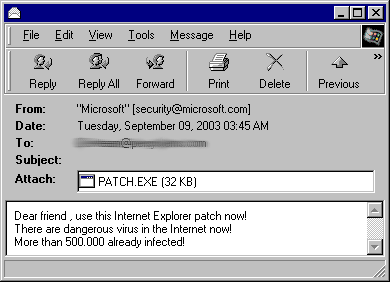 File Edit View Tools Message Help
Reply Reply All Forward Print Delete Previous »
From: "Microsoft" [security@microsoft.com]
Date: Tuesday, September 09, 2003 03:45 AM
To:
Subject:
Attach: PATCH.EXE (32 KB)
Dear friend , use this Internet Explorer patch now!
There are dangerous virus in the Internet now!
More than 500.000 already infected!